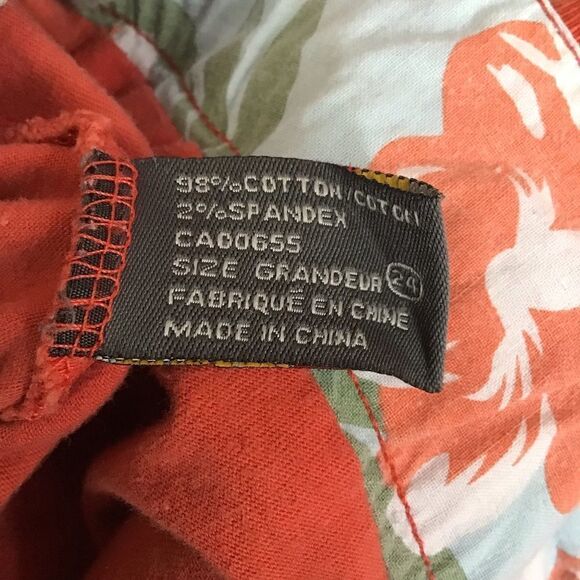 98%COTTON/COTON
2%SPANDEX
CA00655
SIZE GRANDEUR 24
FABRIQUÉ EN CHINE
MADE IN CHINA